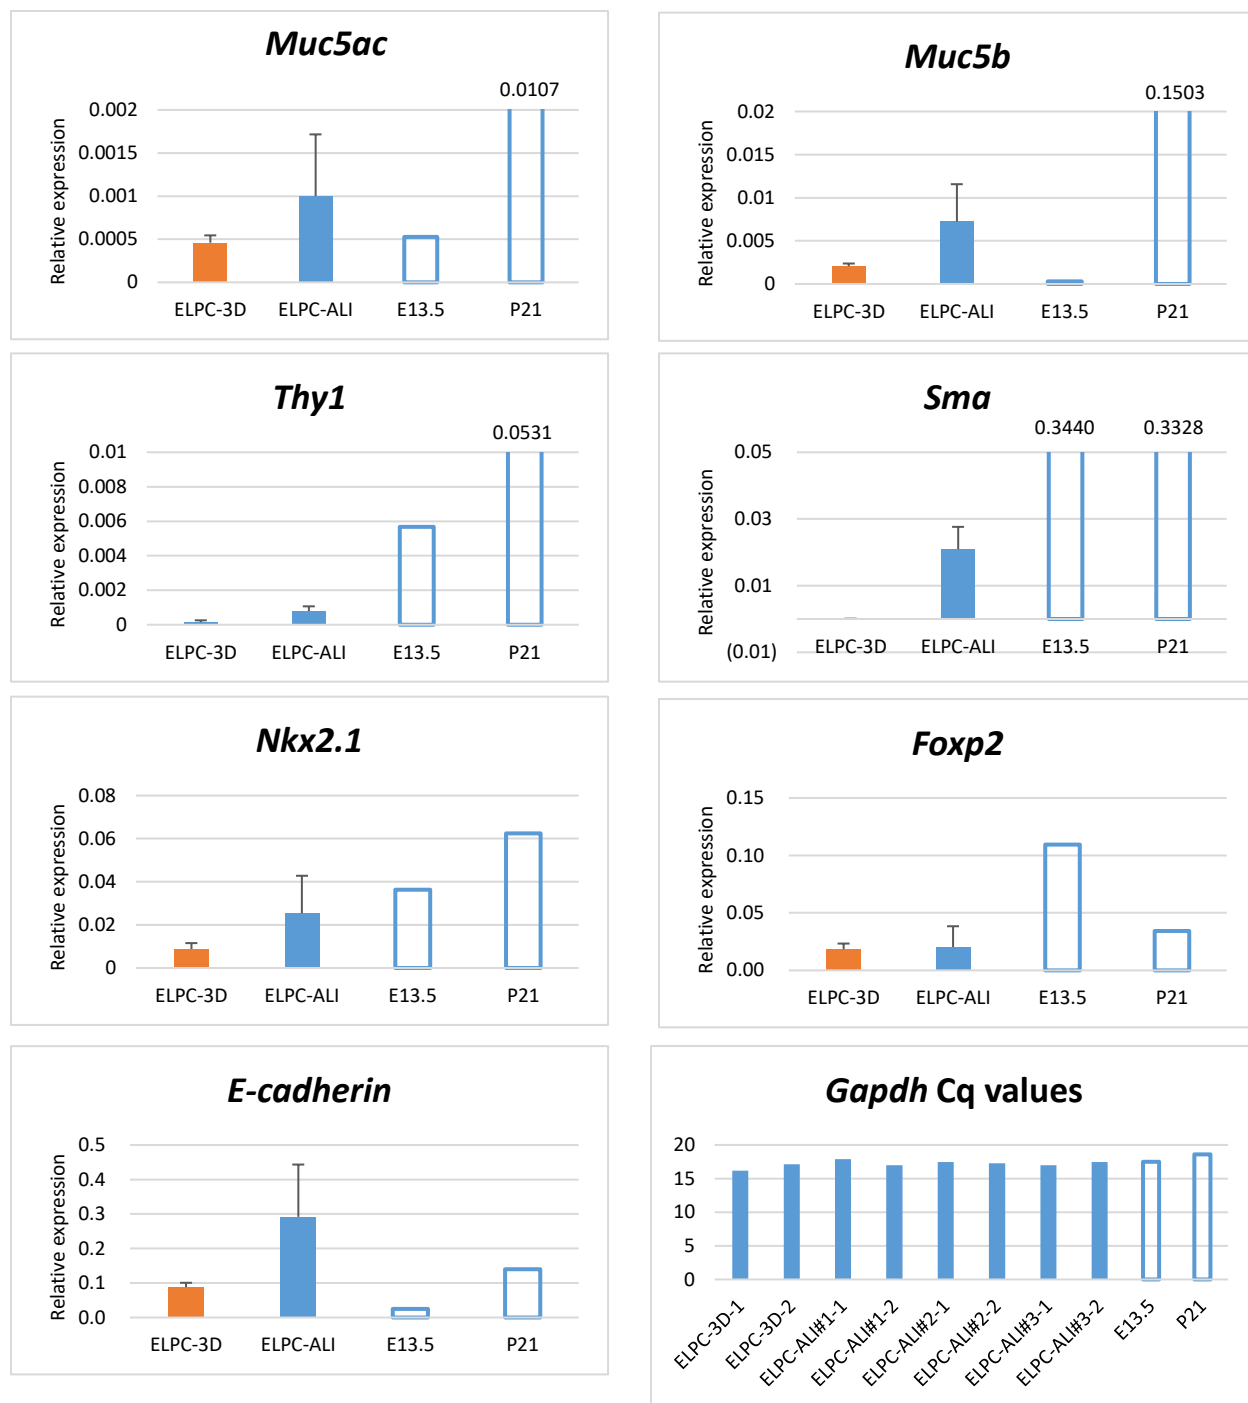 Muc5ac
0.0107
Relative expression
0.002
0.0015
0.001
0.0005
0
ELPC-3D ELPC-ALI E13.5 P21
Muc5b
0.1503
Relative expression
0.02
0.015
0.01
0.005
0
ELPC-3D ELPC-ALI E13.5 P21
Thy1
0.0531
Relative expression
0.01
0.008
0.006
0.004
0.002
0
ELPC-3D ELPC-ALI E13.5 P21
Sma
0.3440 0.3328
Relative expression
0.05
0.03
0.01
(0.01)
ELPC-3D ELPC-ALI E13.5 P21
Nkx2.1
Relative expression
0.08
0.06
0.04
0.02
0
ELPC-3D ELPC-ALI E13.5 P21
Foxp2
Relative expression
0.15
0.10
0.05
0.00
ELPC-3D ELPC-ALI E13.5 P21
E-cadherin
Relative expression
0.5
0.4
0.3
0.2
0.1
0.0
ELPC-3D ELPC-ALI E13.5 P21
Gapdh Cq values
20
15
10
5
0
ELPC-3D-1
ELPC-3D-2
ELPC-ALI#1-1
ELPC-ALI#1-2
ELPC-ALI#2-1
ELPC-ALI#2-2
ELPC-ALI#3-1
ELPC-ALI#3-2
E13.5
P21